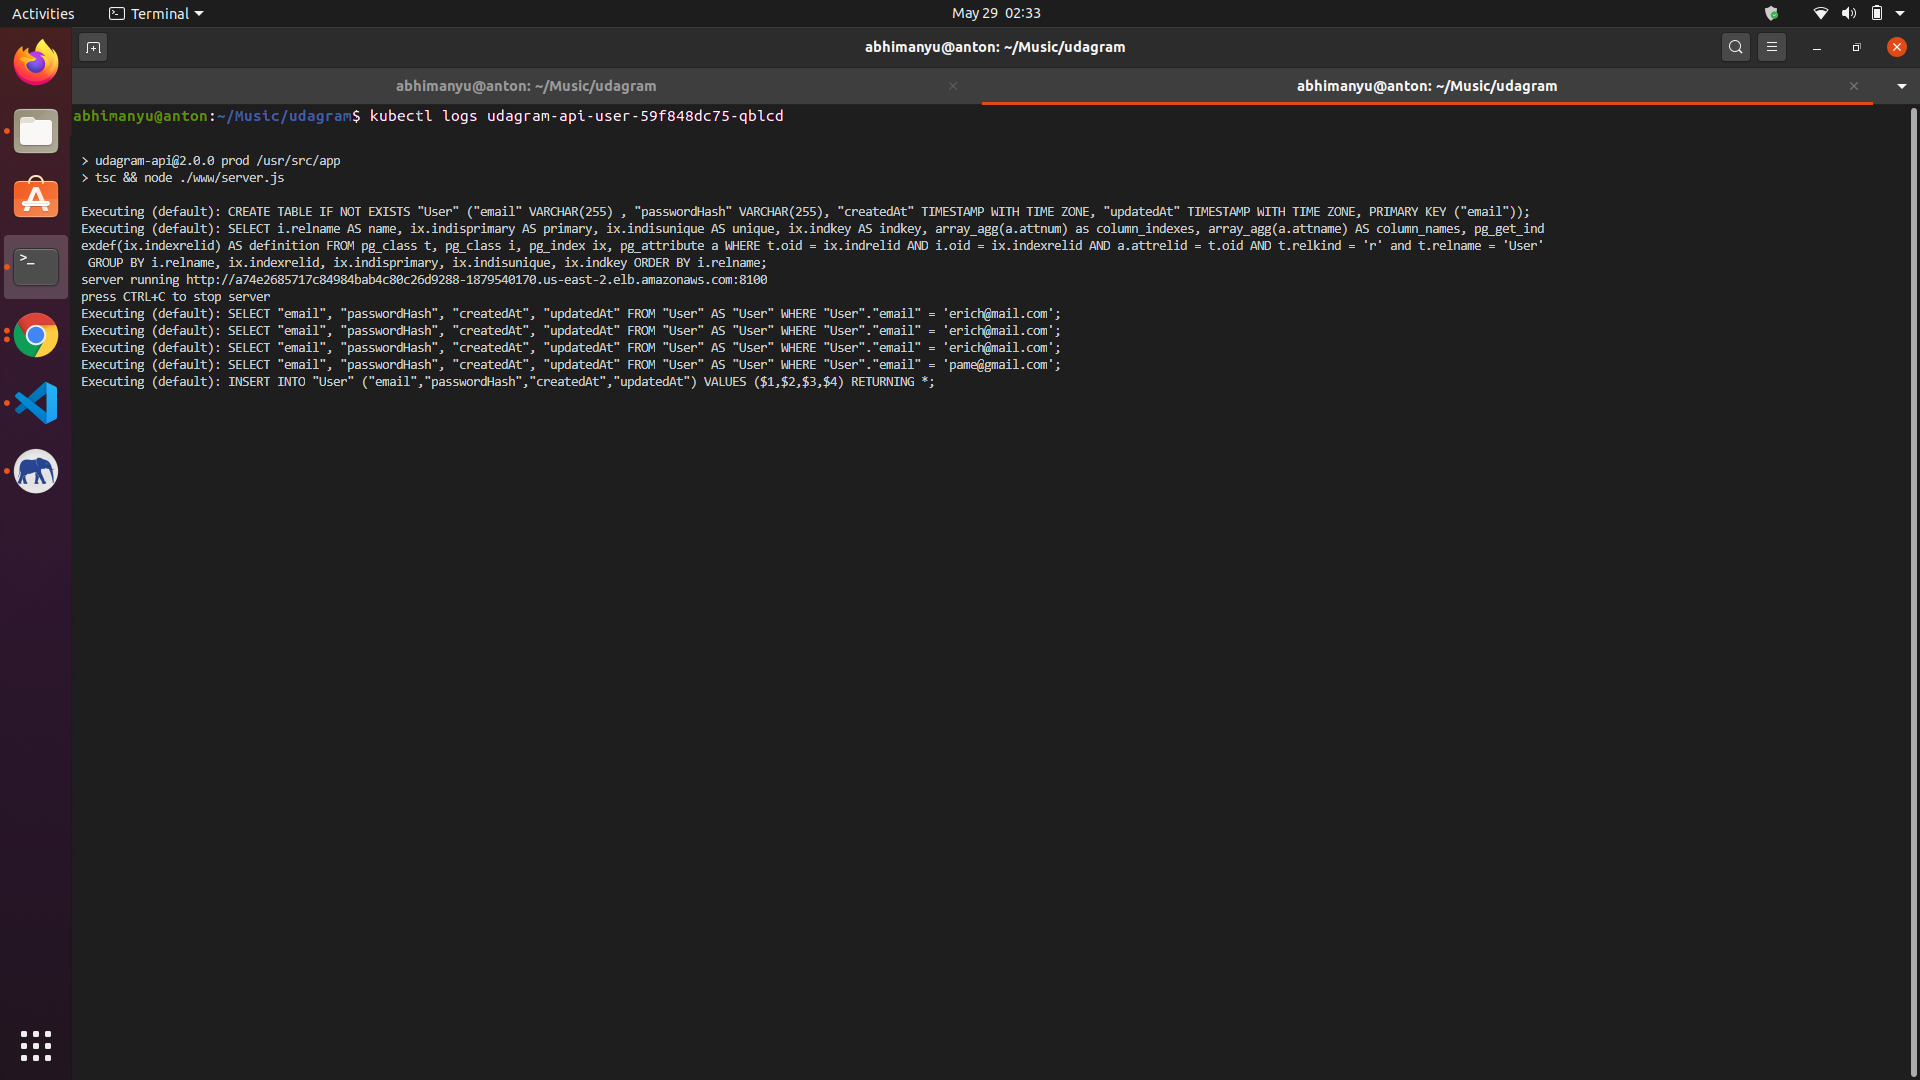 Activities
Terminal
May 29 02:33
abhimanyu@anton: ~/Music/udagram
abhimanyu@anton: ~/Music/udagram
abhimanyu@anton: ~/Music/udagram
abhimanyu@anton:~/Music/udagram$ kubectl logs udagram-api-user-59f848dc75-qblcd
> udagram-api@2.0.0 prod /usr/src/app
> tsc && node ./www/server.js
Executing (default): CREATE TABLE IF NOT EXISTS "User" ("email" VARCHAR(255) , "passwordHash" VARCHAR(255), "createdAt" TIMESTAMP WITH TIME ZONE, "updatedAt" TIMESTAMP WITH TIME ZONE, PRIMARY KEY ("email"));
Executing (default): SELECT i.relname AS name, ix.indisprimary AS primary, ix.indisunique AS unique, ix.indkey AS indkey, array_agg(a.attnum) as column_indexes, array_agg(a.attname) AS column_names, pg_get_ind
exdef(ix.indexrelid) AS definition FROM pg_class t, pg_class i, pg_index ix, pg_attribute a WHERE t.oid = ix.indrelid AND i.oid = ix.indexrelid AND a.attrelid = t.oid AND t.relkind = 'r' and t.relname = 'User'
GROUP BY i.relname, ix.indexrelid, ix.indisprimary, ix.indisunique, ix.indkey ORDER BY i.relname;
server running http://a74e2685717c84984bab4c80c26d9288-1879540170.us-east-2.elb.amazonaws.com:8100
press CTRL+C to stop server
Executing (default): SELECT "email", "passwordHash", "createdAt", "updatedAt" FROM "User" AS "User" WHERE "User"."email" = 'erich@mail.com';
Executing (default): SELECT "email", "passwordHash", "createdAt", "updatedAt" FROM "User" AS "User" WHERE "User"."email" = 'erich@mail.com';
Executing (default): SELECT "email", "passwordHash", "createdAt", "updatedAt" FROM "User" AS "User" WHERE "User"."email" = 'erich@mail.com';
Executing (default): SELECT "email", "passwordHash", "createdAt", "updatedAt" FROM "User" AS "User" WHERE "User"."email" = 'pame@gmail.com';
Executing (default): INSERT INTO "User" ("email","passwordHash","createdAt","updatedAt") VALUES ($1,$2,$3,$4) RETURNING *;